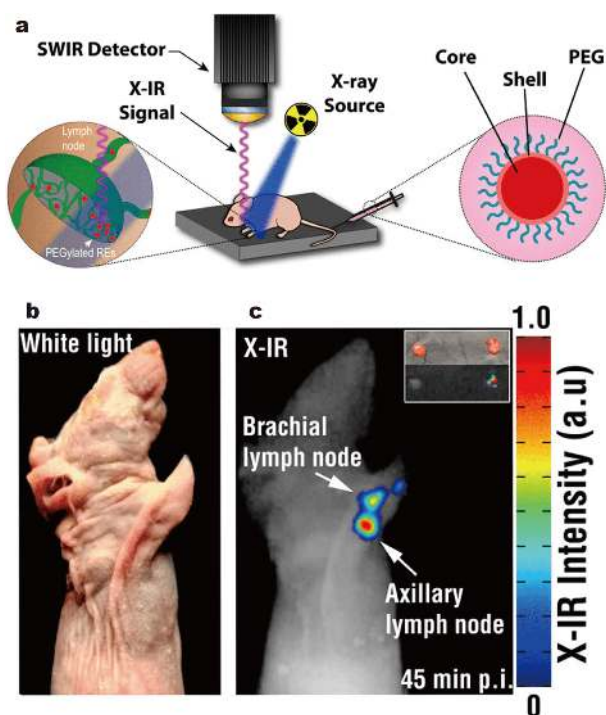 a
SWIR Detector
X-IR
Signal
X-ray
Source
Lymph
node
PEGylated REs
Core
Shell
PEG
b
White light
c
X-IR
Brachial
lymph node
Axillary
lymph node
45 min p.i.
1.0
X-IR Intensity (a.u)
0